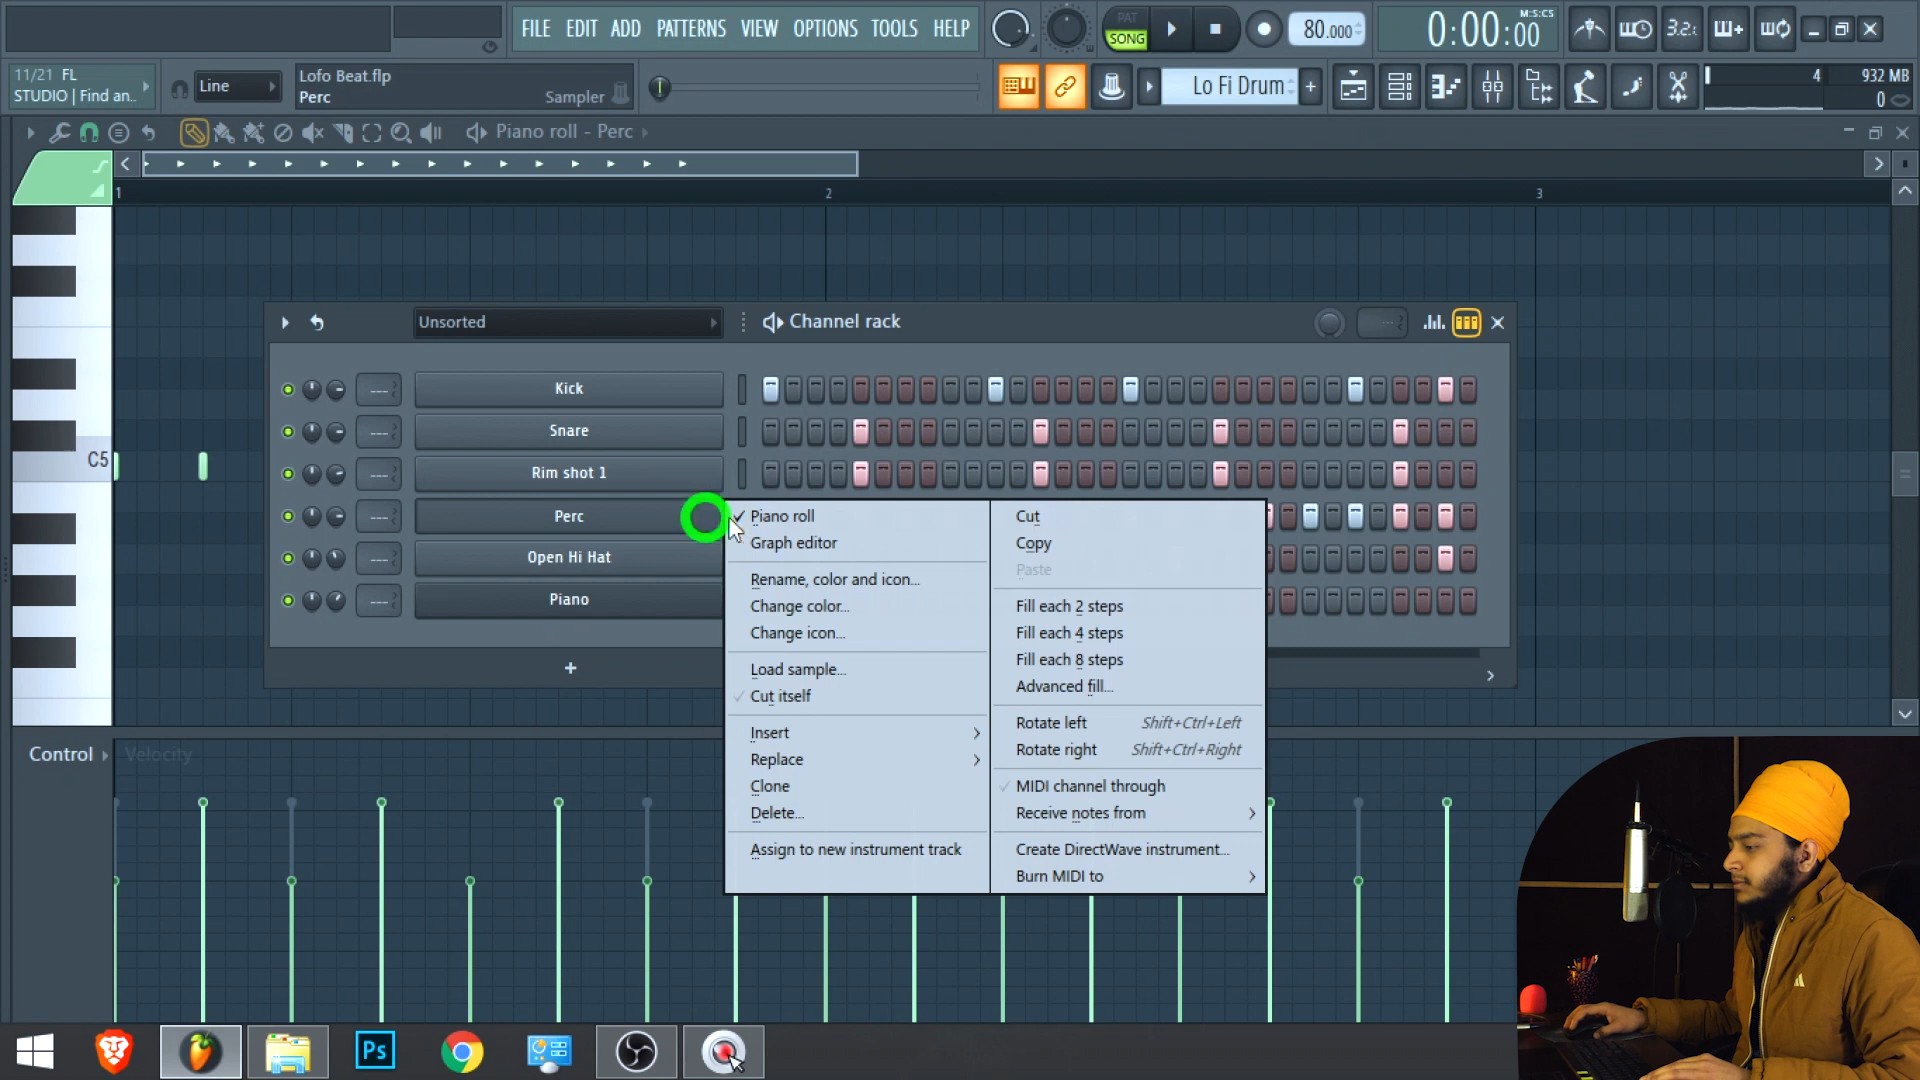 FILE EDIT ADD PATTERNS VIEW OPTIONS TOOLS HELP
PAT
SONG
80.000
M:S:CS
0:00:00
3.2:
11/21 FL
STUDIO | Find an..
Line
Lofo Beat.flp
Perc
Sampler
Lo Fi Drum
+
4
932 MB
0
Piano roll - Perc
1
2
3
Unsorted
Channel rack
Kick
Snare
Rim shot 1
Perc
Open Hi Hat
Piano
+
C5
Piano roll
Graph editor
Rename, color and icon...
Change color...
Change icon...
Load sample...
Cut itself
Insert
Replace
Clone
Delete...
Assign to new instrument track
Cut
Copy
Paste
Fill each 2 steps
Fill each 4 steps
Fill each 8 steps
Advanced fill...
Rotate left Shift+Ctrl+Left
Rotate right Shift+Ctrl+Right
MIDI channel through
Receive notes from
Create DirectWave instrument...
Burn MIDI to
Control
Velocity
Ps